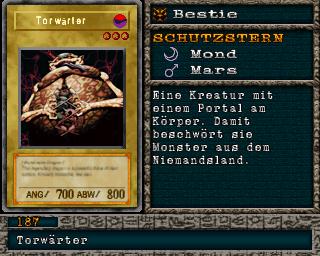 Torwärter
ANG/ 700 ABW/ 800
Bestie
SCHUTZSTERN
Mond
Mars
Eine Kreatur mit
einem Portal am
Körper. Damit
beschwört sie
Monster aus dem
Niemandsland.
187
Torwärter